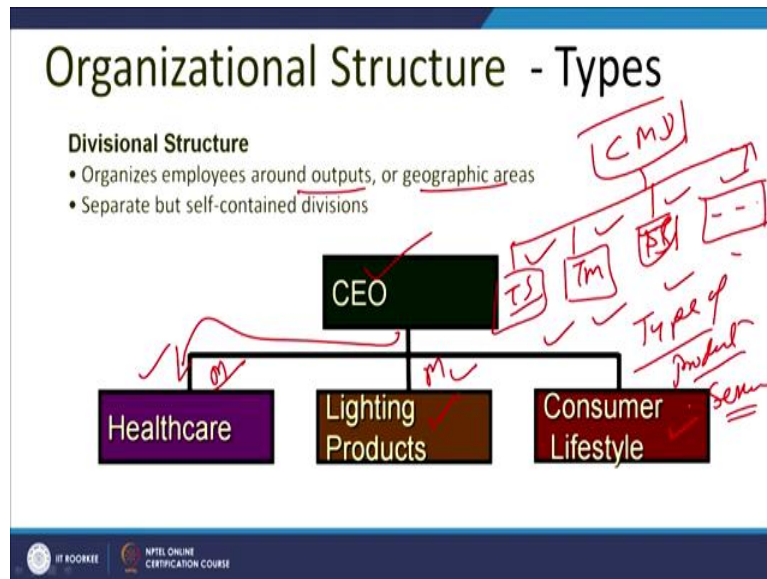 Organizational Structure - Types
Divisional Structure
• Organizes employees around outputs, or geographic areas
• Separate but self-contained divisions
CMD
TS
TM
CEO
Type of
product
M
Healthcare
Lighting
Products
Consumer
Lifestyle
IIT ROORKEE
NPTEL ONLINE
CERTIFICATION COURSE